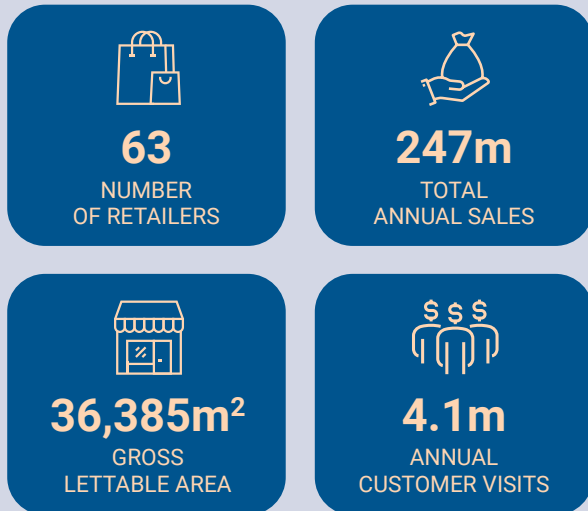 63
NUMBER
OF RETAILERS
247m
TOTAL
ANNUAL SALES
36,385m²
GROSS
LETTABLE AREA
$ $ $
4.1m
ANNUAL
CUSTOMER VISITS